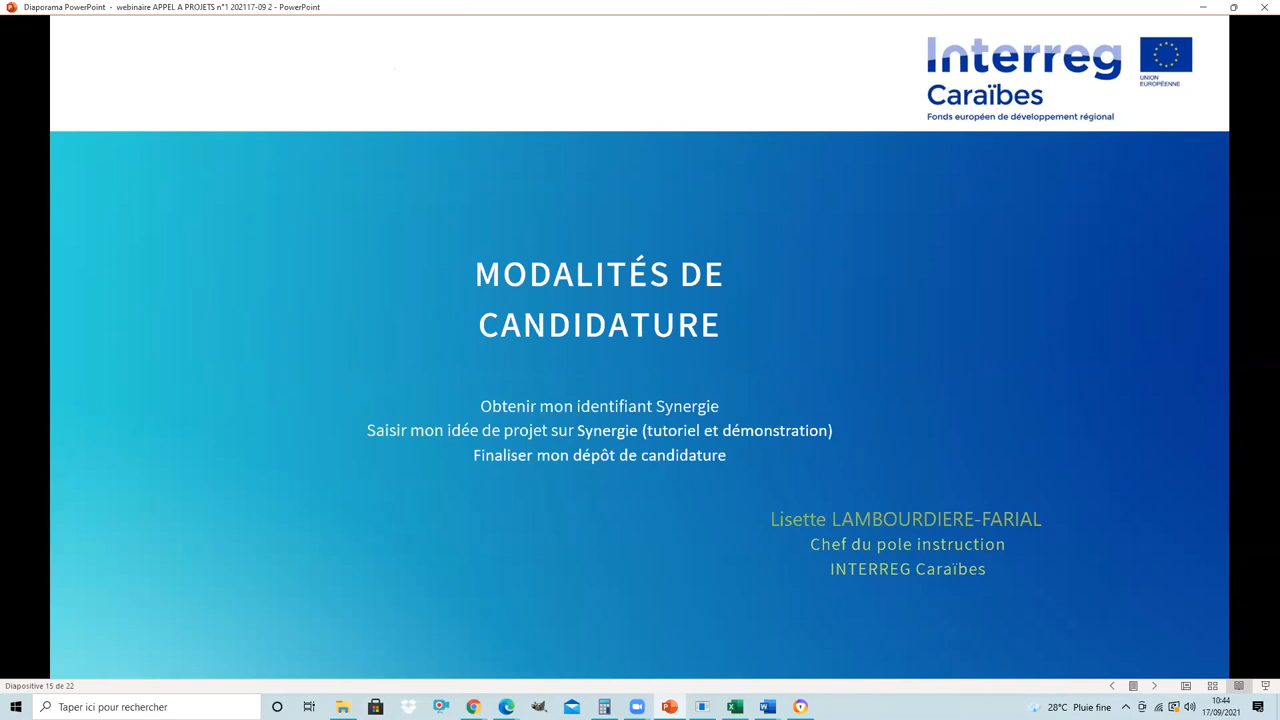 Diaporama PowerPoint - webinaire APPEL A PROJETS n°1 202117-09 2 - PowerPoint
Interreg
Caraïbes
UNION
EUROPÉENNE
Fonds européen de développement régional
MODALITÉS DE
CANDIDATURE
Obtenir mon identifiant Synergie
Saisir mon idée de projet sur Synergie (tutoriel et démonstration)
Finaliser mon dépôt de candidature
Lisette LAMBOURDIERE-FARIAL
Chef du pole instruction
INTERREG Caraïbes
Diapositive 15 de 22
Taper ici pour rechercher
28°C Pluie fine
10:44
17/09/2021